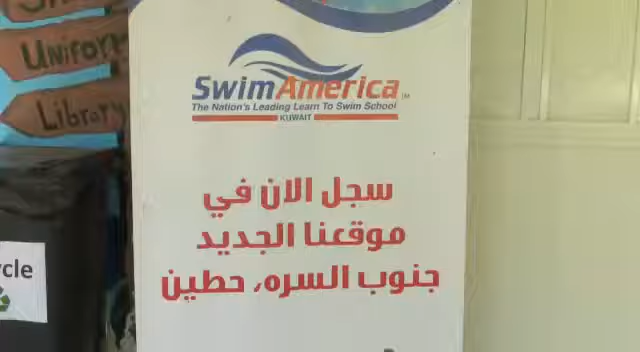 Uniform
Library
SwimAmerica
The Nation's Leading Learn To Swim School
KUWAIT
سجل الان في
موقعنا الجديد
جنوب السره، حطين